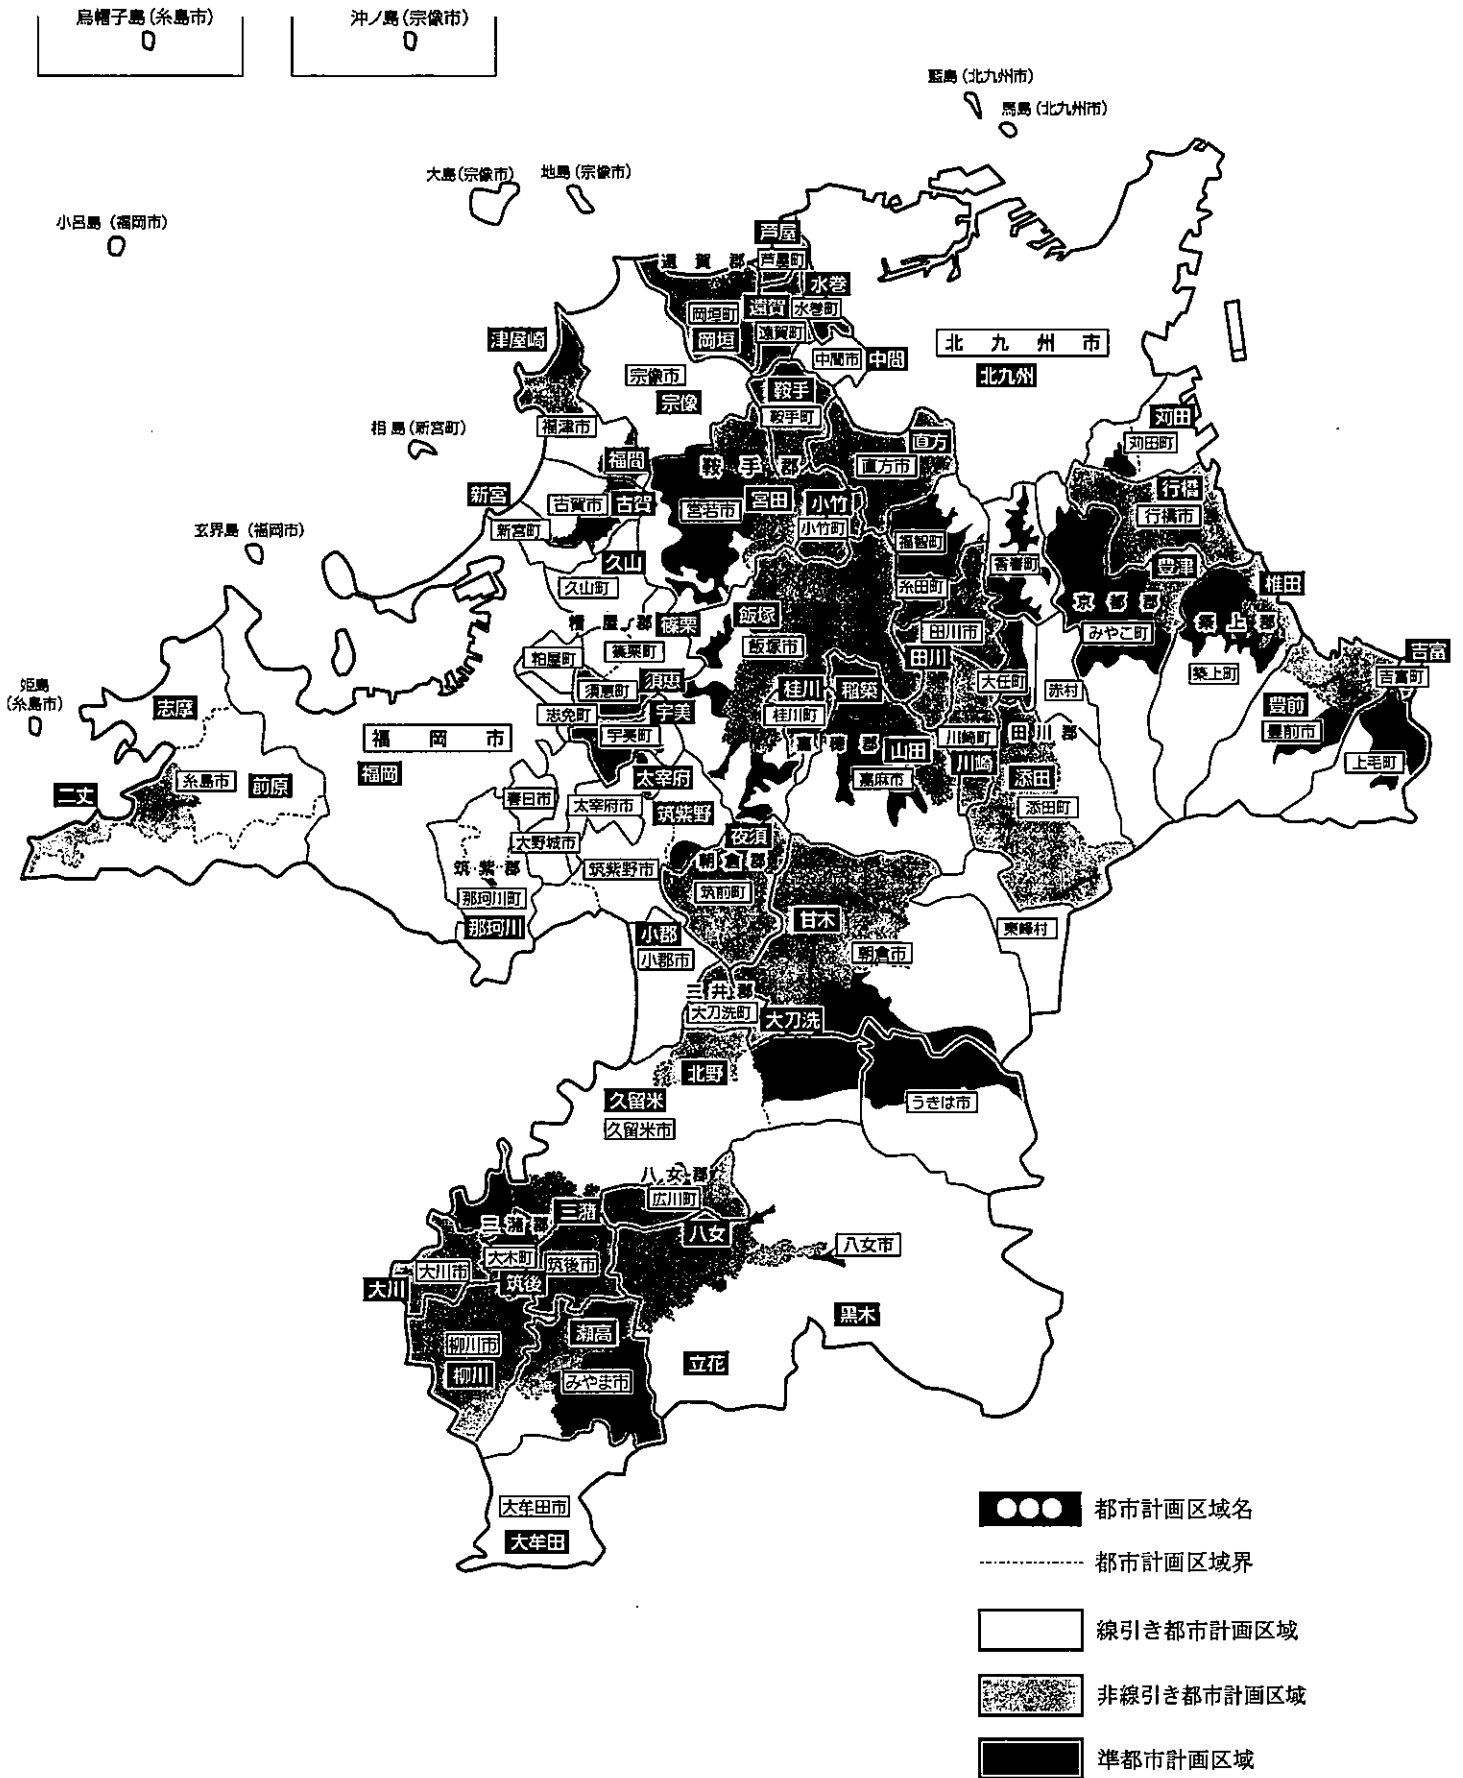 烏帽子島(糸島市)
沖ノ島(宗像市)
藍島(北九州市)
馬島(北九州市)
大島(宗像市)
地島(宗像市)
小呂島(福岡市)
芦屋
遠賀郡
芦屋町
水巻
岡垣町
遠賀
水巻町
津屋崎
岡垣
遠賀町
北九州市
中間市
中間
宗像市
北九州
鞍手
宗像
苅田
鞍手町
福津市
相島(新宮町)
直方
苅田町
福間
鞍手郡
直方市
新宮
宮田
行橋
古賀市
古賀
宮若市
小竹
行橋市
新宮町
小竹町
玄界島(福岡市)
福智町
久山
香春町
豊津
久山町
糸田町
椎田
京都郡
飯塚
糟屋郡
篠栗
みやこ町
築上郡
田川市
飯塚市
篠栗町
粕屋町
吉富
田川
築上町
吉富町
須恵町
須恵
桂川
稲築
大任町
赤村
姫島
(糸島市)
志摩
志免町
宇美
桂川町
豊前
福岡市
宇美町
嘉穂郡
山田
川崎町
田川郡
豊前市
福岡
太宰府
嘉麻市
川崎
添田
上毛町
二丈
糸島市
前原
春日市
太宰府市
添田町
筑紫野
大野城市
夜須
筑紫郡
筑紫野市
朝倉郡
那珂川町
筑前町
那珂川
小郡
甘木
東峰村
小郡市
朝倉市
三井郡
大刀洗町
大刀洗
北野
久留米
うきは市
久留米市
八女郡
広川町
三潴
三潴郡
八女
八女市
大木町
筑後市
大川市
大川
筑後
黒木
瀬高
柳川市
立花
柳川
みやま市
大牟田市
大牟田
○○○ 都市計画区域名
都市計画区域界
線引き都市計画区域
非線引き都市計画区域
準都市計画区域